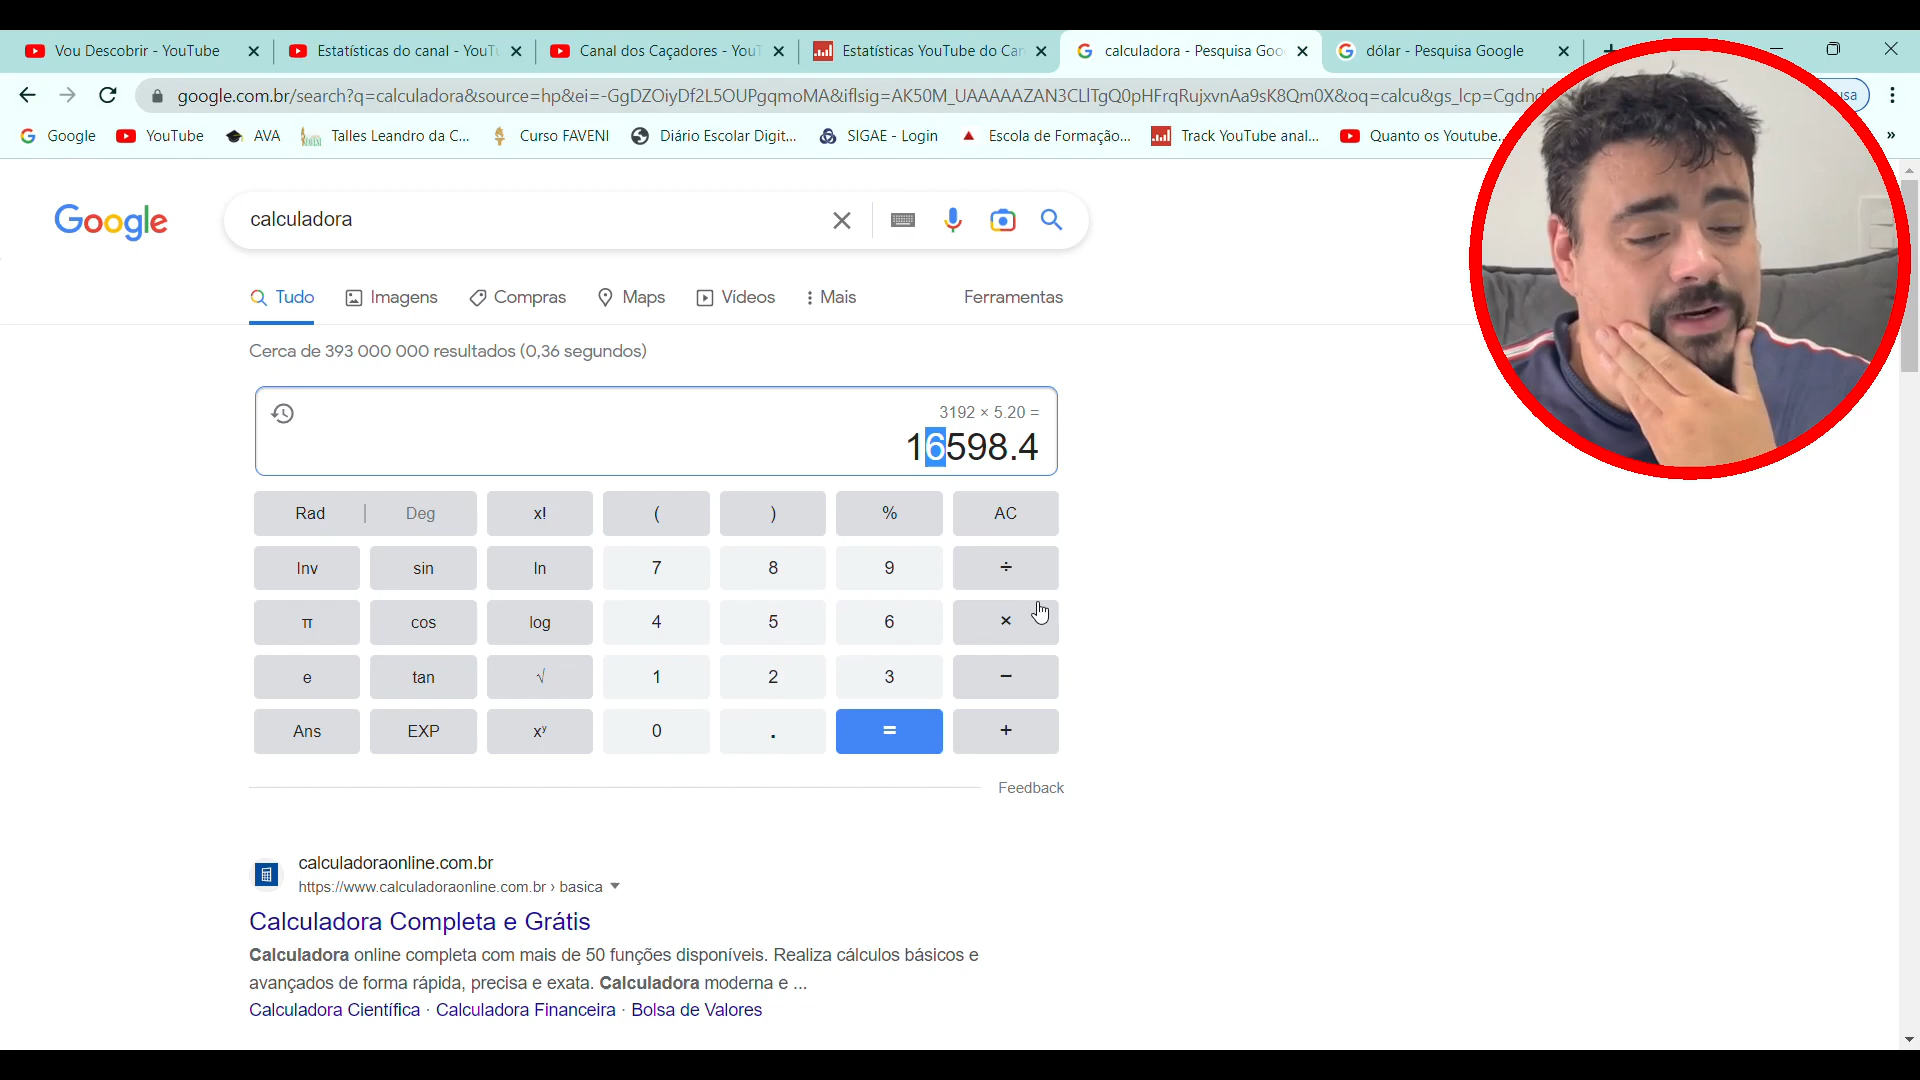 Vou Descobrir - YouTube
Estatísticas do canal - YouTu
Canal dos Caçadores - YouT
Estatísticas YouTube do Can
calculadora - Pesquisa Goo
dólar - Pesquisa Google
google.com.br/search?q=calculadora&source=hp&ei=-GgDZOiyDf2L5OUPgqmoMA&iflsig=AK50M_UAAAAAZAN3CLlTgQ0pHFrqRujxvnAa9sK8Qm0X&oq=calcu&gs_lcp=Cgdnd
usa
Google
YouTube
AVA
Talles Leandro da C...
Curso FAVENI
Diário Escolar Digit...
SIGAE - Login
Escola de Formação...
Track YouTube anal...
Quanto os Youtube...
»
Google
calculadora
Tudo
Imagens
Compras
Maps
Vídeos
Mais
Ferramentas
Cerca de 393 000 000 resultados (0,36 segundos)
3192 × 5.20 =
16598.4
Rad | Deg x! ( ) % AC
Inv sin ln 7 8 9 ÷
π cos log 4 5 6 ×
e tan √ 1 2 3 −
Ans EXP xʸ 0 . = +
Feedback
calculadoraonline.com.br
https://www.calculadoraonline.com.br › basica
Calculadora Completa e Grátis
Calculadora online completa com mais de 50 funções disponíveis. Realiza cálculos básicos e
avançados de forma rápida, precisa e exata. Calculadora moderna e ...
Calculadora Científica · Calculadora Financeira · Bolsa de Valores